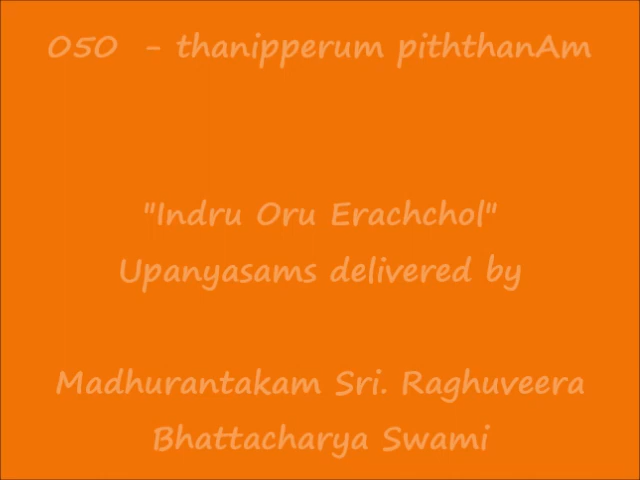 050 - thanipperum piththanAm
"Indru Oru Erachchol"
Upanyasams delivered by
Madhurantakam Sri. Raghuveera
Bhattacharya Swami